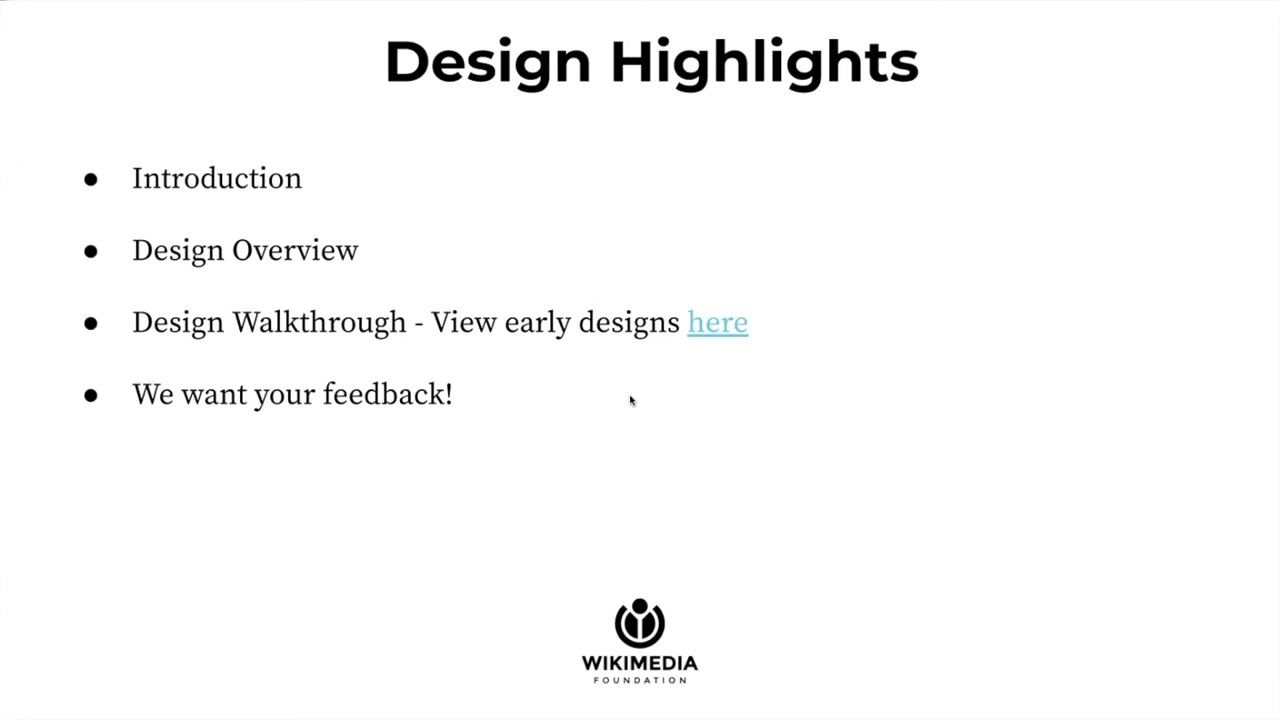 Design Highlights
● Introduction
● Design Overview
● Design Walkthrough - View early designs here
● We want your feedback!
WIKIMEDIA
FOUNDATION